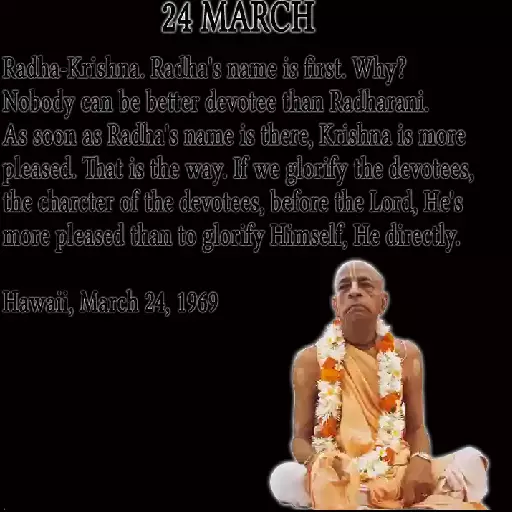 24 MARCH
Radha-Krishna. Radha's name is first. Why?
Nobody can be better devotee than Radharani.
As soon as Radha's name is there, Krishna is more
pleased. That is the way. If we glorify the devotees,
the charcter of the devotees, before the Lord, He's
more pleased than to glorify Himself, He directly.
Hawaii, March 24, 1969